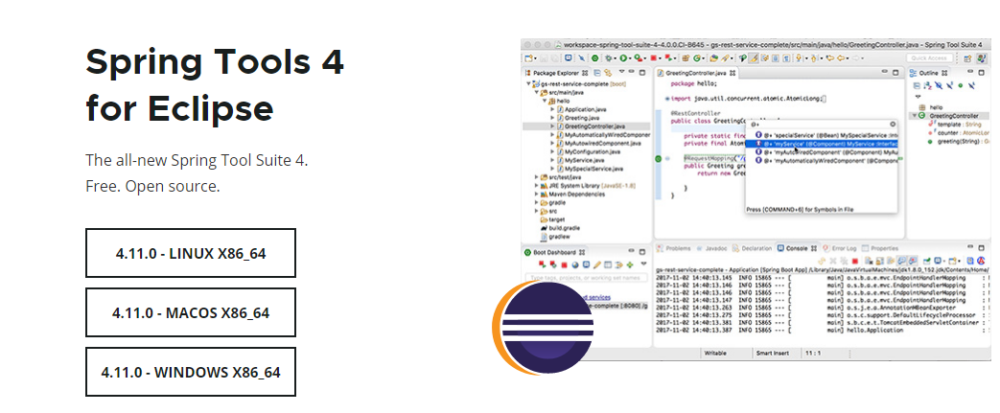 Spring Tools 4
for Eclipse
The all-new Spring Tool Suite 4.
Free. Open source.
4.11.0 - LINUX X86_64
4.11.0 - MACOS X86_64
4.11.0 - WINDOWS X86_64
workspace-spring-tool-suite-4-4.0.0.CI-B645 - gs-rest-service-complete/src/main/java/hello/GreetingController.java - Spring Tool Suite 4
Quick Access
Package Explorer
gs-rest-service-complete [boot]
src/main/java
hello
Application.java
Greeting.java
GreetingController.java
MyAutomaticallyWiredComponent.java
MyAutowiredComponent.java
MyConfiguration.java
MyService.java
MySpecialService.java
src/test/java
JRE System Library [JavaSE-1.8]
Maven Dependencies
gradle
src
target
build.gradle
gradlew
Boot Dashboard
Type tags, projects, or working set names
GreetingController.java
package hello;
import java.util.concurrent.atomic.AtomicLong;
@RestController
public class GreetingController
private static fina
private final Atom
@RequestMapping("/g
public Greeting gre
return new Gree
}
}
@+
@+ 'specialService' (@Bean) MySpecialService
@+ 'myService' (@Component) MyService
@+ 'myAutowiredComponent' (@Component) MyAu
@+ 'myAutomaticallyWiredComponent' (@Compone
Press [COMMAND+6] for Symbols in File
Outline
hello
GreetingController
template : String
counter : AtomicLor
greeting(String) : G
Problems
Javadoc
Declaration
Console
Error Log
Properties
gs-rest-service-complete - Application [Spring Boot App] /Library/Java/JavaVirtualMachines/jdk1.8.0_152.jdk/Contents/Home/
2017-11-02 14:40:13.145 INFO 15865 --- [ main] o.s.b.a.e.mvc.EndpointHandlerMapping
2017-11-02 14:40:13.146 INFO 15865 --- [ main] o.s.b.a.e.mvc.EndpointHandlerMapping
2017-11-02 14:40:13.146 INFO 15865 --- [ main] o.s.b.a.e.mvc.EndpointHandlerMapping
2017-11-02 14:40:13.147 INFO 15865 --- [ main] o.s.b.a.e.mvc.EndpointHandlerMapping
2017-11-02 14:40:13.263 INFO 15865 --- [ main] o.s.j.e.a.AnnotationMBeanExporter
2017-11-02 14:40:13.275 INFO 15865 --- [ main] o.s.c.support.DefaultLifecycleProcessor
2017-11-02 14:40:13.381 INFO 15865 --- [ main] s.b.c.e.t.TomcatEmbeddedServletContainer
2017-11-02 14:40:13.387 INFO 15865 --- [ main] hello.Application
Writable
Smart Insert
11 : 1